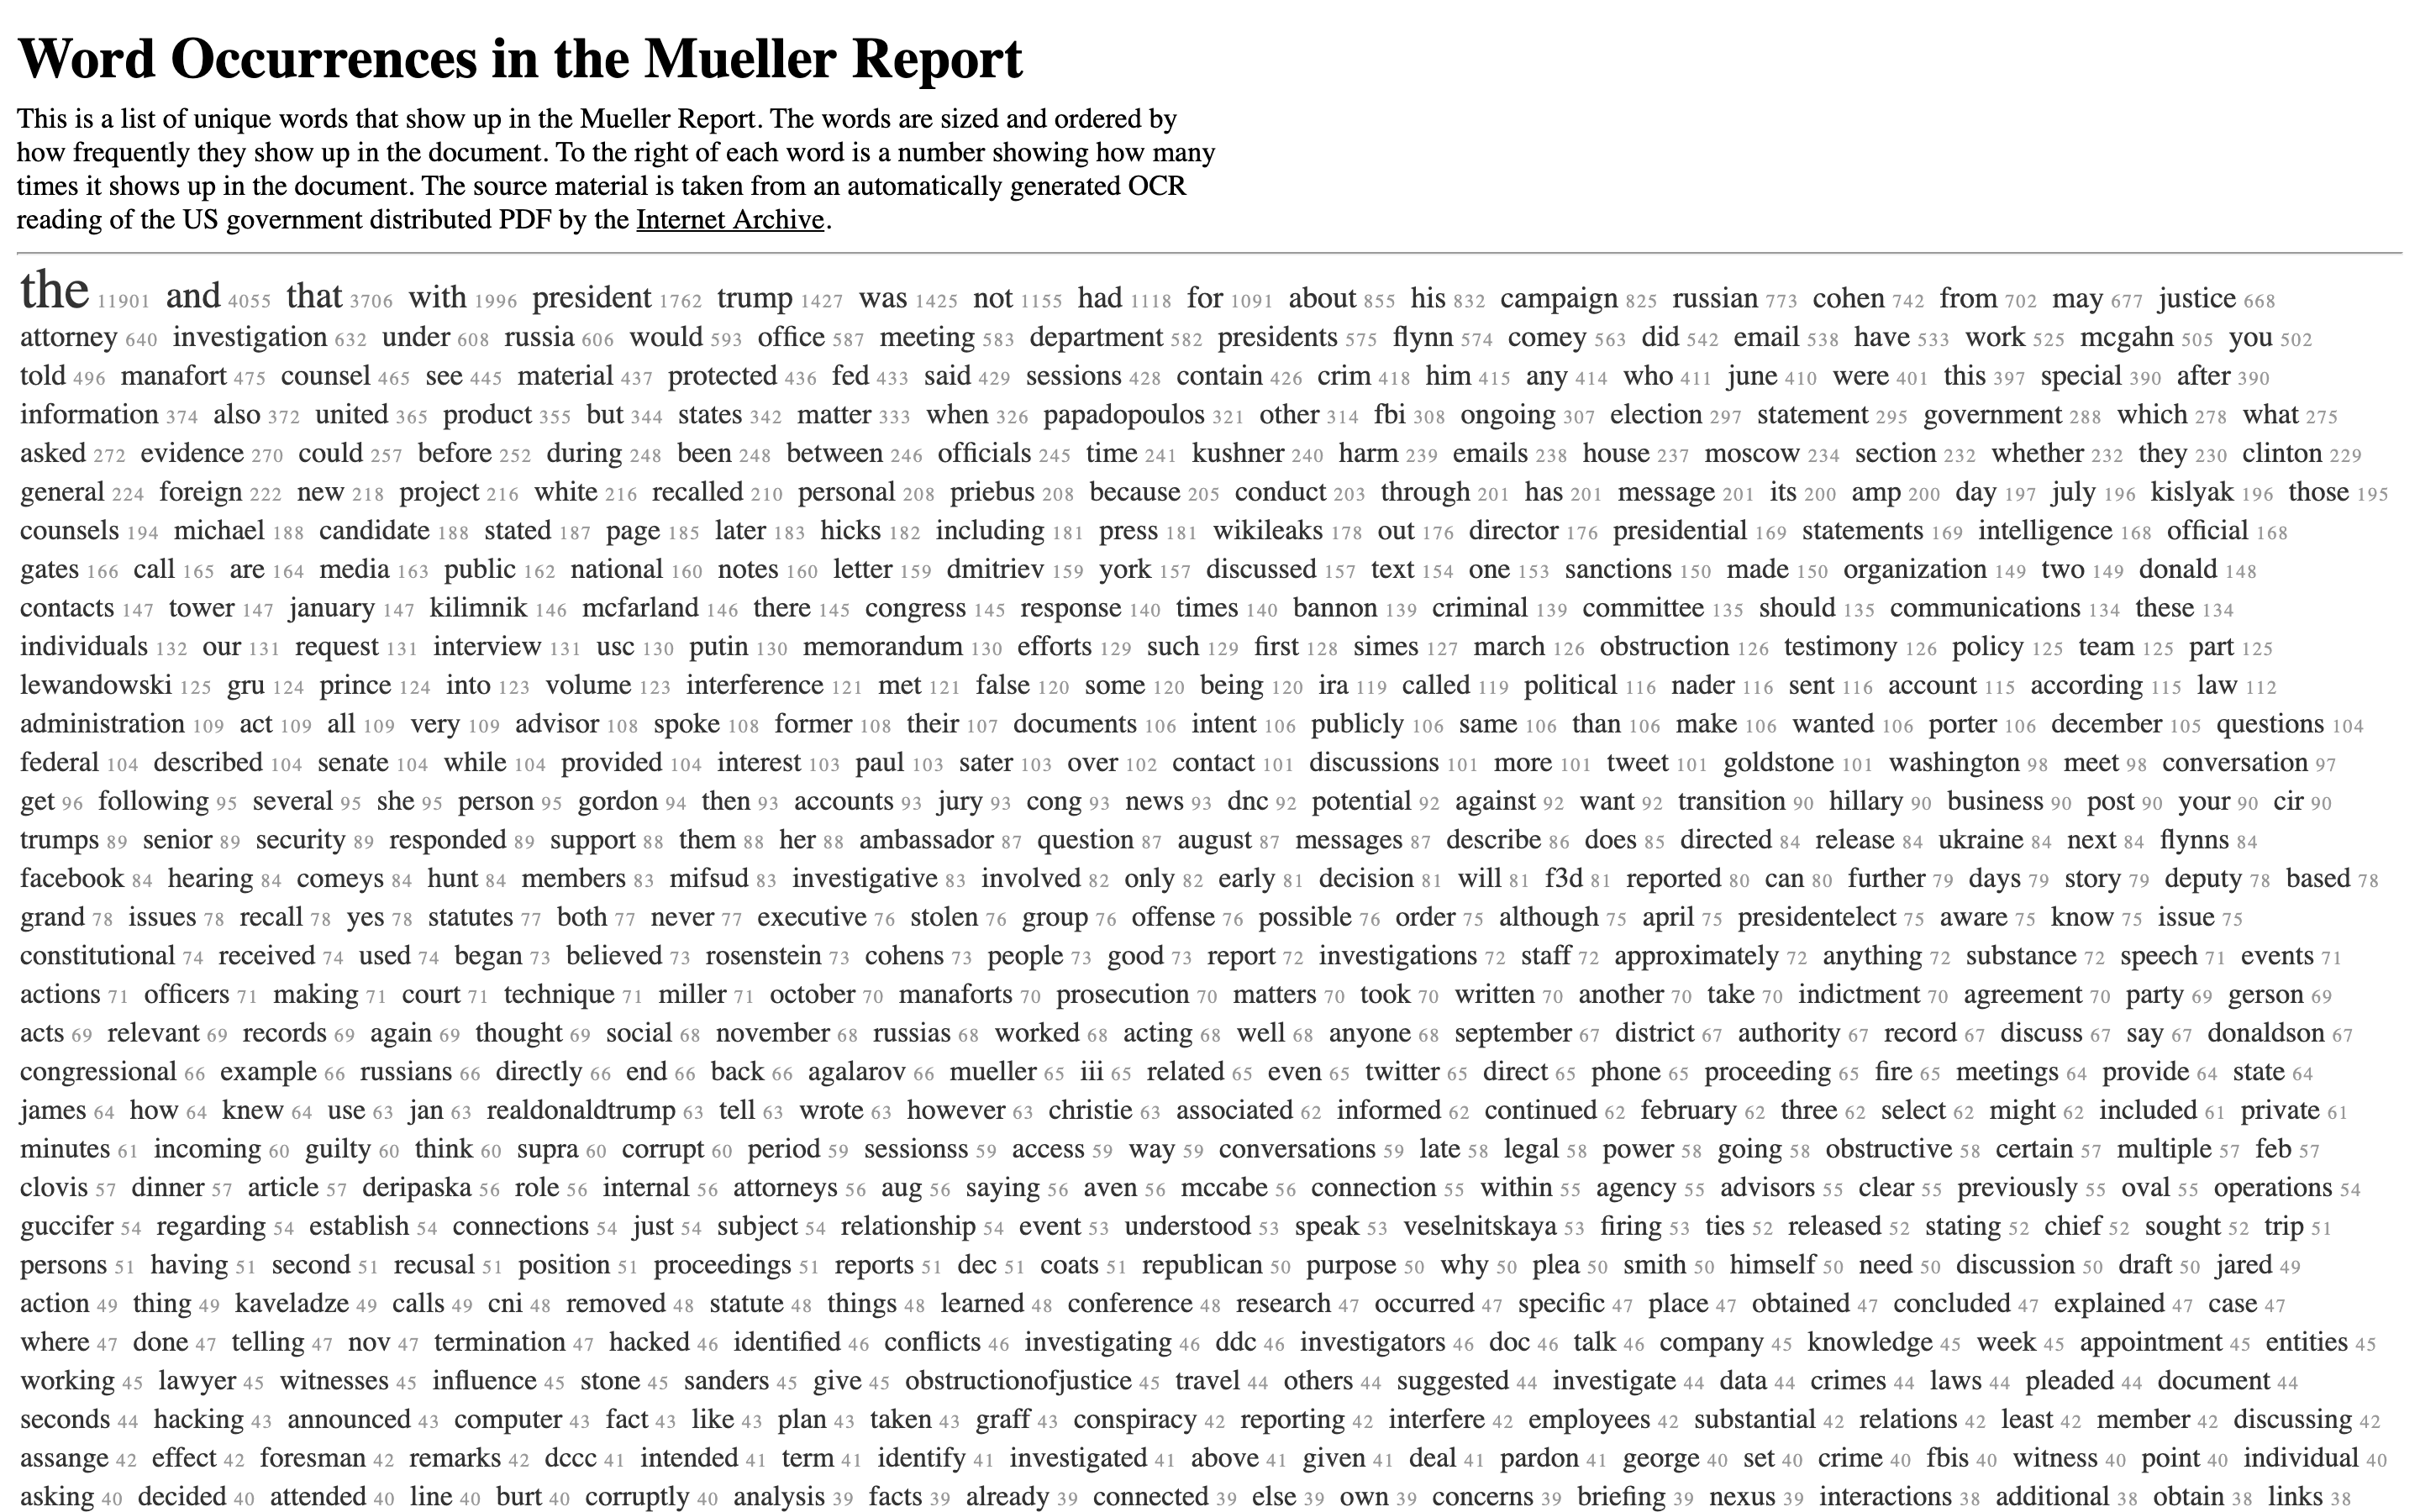 Word Occurrences in the Mueller Report
This is a list of unique words that show up in the Mueller Report. The words are sized and ordered by
how frequently they show up in the document. To the right of each word is a number showing how many
times it shows up in the document. The source material is taken from an automatically generated OCR
reading of the US government distributed PDF by the Internet Archive.
the 11901 and 4055 that 3706 with 1996 president 1762 trump 1427 was 1425 not 1155 had 1118 for 1091 about 855 his 832 campaign 825 russian 773 cohen 742 from 702 may 677 justice 668
attorney 640 investigation 632 under 608 russia 606 would 593 office 587 meeting 583 department 582 presidents 575 flynn 574 comey 563 did 542 email 538 have 533 work 525 mcgahn 505 you 502
told 496 manafort 475 counsel 465 see 445 material 437 protected 436 fed 433 said 429 sessions 428 contain 426 crim 418 him 415 any 414 who 411 june 410 were 401 this 397 special 390 after 390
information 374 also 372 united 365 product 355 but 344 states 342 matter 333 when 326 papadopoulos 321 other 314 fbi 308 ongoing 307 election 297 statement 295 government 288 which 278 what 275
asked 272 evidence 270 could 257 before 252 during 248 been 248 between 246 officials 245 time 241 kushner 240 harm 239 emails 238 house 237 moscow 234 section 232 whether 232 they 230 clinton 229
general 224 foreign 222 new 218 project 216 white 216 recalled 210 personal 208 priebus 208 because 205 conduct 203 through 201 has 201 message 201 its 200 amp 200 day 197 july 196 kislyak 196 those 195
counsels 194 michael 188 candidate 188 stated 187 page 185 later 183 hicks 182 including 181 press 181 wikileaks 178 out 176 director 176 presidential 169 statements 169 intelligence 168 official 168
gates 166 call 165 are 164 media 163 public 162 national 160 notes 160 letter 159 dmitriev 159 york 157 discussed 157 text 154 one 153 sanctions 150 made 150 organization 149 two 149 donald 148
contacts 147 tower 147 january 147 kilimnik 146 mcfarland 146 there 145 congress 145 response 140 times 140 bannon 139 criminal 139 committee 135 should 135 communications 134 these 134
individuals 132 our 131 request 131 interview 131 usc 130 putin 130 memorandum 130 efforts 129 such 129 first 128 simes 127 march 126 obstruction 126 testimony 126 policy 125 team 125 part 125
lewandowski 125 gru 124 prince 124 into 123 volume 123 interference 121 met 121 false 120 some 120 being 120 ira 119 called 119 political 116 nader 116 sent 116 account 115 according 115 law 112
administration 109 act 109 all 109 very 109 advisor 108 spoke 108 former 108 their 107 documents 106 intent 106 publicly 106 same 106 than 106 make 106 wanted 106 porter 106 december 105 questions 104
federal 104 described 104 senate 104 while 104 provided 104 interest 103 paul 103 sater 103 over 102 contact 101 discussions 101 more 101 tweet 101 goldstone 101 washington 98 meet 98 conversation 97
get 96 following 95 several 95 she 95 person 95 gordon 94 then 93 accounts 93 jury 93 cong 93 news 93 dnc 92 potential 92 against 92 want 92 transition 90 hillary 90 business 90 post 90 your 90 cir 90
trumps 89 senior 89 security 89 responded 89 support 88 them 88 her 88 ambassador 87 question 87 august 87 messages 87 describe 86 does 85 directed 84 release 84 ukraine 84 next 84 flynns 84
facebook 84 hearing 84 comeys 84 hunt 84 members 83 mifsud 83 investigative 83 involved 82 only 82 early 81 decision 81 will 81 f3d 81 reported 80 can 80 further 79 days 79 story 79 deputy 78 based 78
grand 78 issues 78 recall 78 yes 78 statutes 77 both 77 never 77 executive 76 stolen 76 group 76 offense 76 possible 76 order 75 although 75 april 75 presidentelect 75 aware 75 know 75 issue 75
constitutional 74 received 74 used 74 began 73 believed 73 rosenstein 73 cohens 73 people 73 good 73 report 72 investigations 72 staff 72 approximately 72 anything 72 substance 72 speech 71 events 71
actions 71 officers 71 making 71 court 71 technique 71 miller 71 october 70 manaforts 70 prosecution 70 matters 70 took 70 written 70 another 70 take 70 indictment 70 agreement 70 party 69 gerson 69
acts 69 relevant 69 records 69 again 69 thought 69 social 68 november 68 russias 68 worked 68 acting 68 well 68 anyone 68 september 67 district 67 authority 67 record 67 discuss 67 say 67 donaldson 67
congressional 66 example 66 russians 66 directly 66 end 66 back 66 agalarov 66 mueller 65 iii 65 related 65 even 65 twitter 65 direct 65 phone 65 proceeding 65 fire 65 meetings 64 provide 64 state 64
james 64 how 64 knew 64 use 63 jan 63 realdonaldtrump 63 tell 63 wrote 63 however 63 christie 63 associated 62 informed 62 continued 62 february 62 three 62 select 62 might 62 included 61 private 61
minutes 61 incoming 60 guilty 60 think 60 supra 60 corrupt 60 period 59 sessionss 59 access 59 way 59 conversations 59 late 58 legal 58 power 58 going 58 obstructive 58 certain 57 multiple 57 feb 57
clovis 57 dinner 57 article 57 deripaska 56 role 56 internal 56 attorneys 56 aug 56 saying 56 aven 56 mccabe 56 connection 55 within 55 agency 55 advisors 55 clear 55 previously 55 oval 55 operations 54
guccifer 54 regarding 54 establish 54 connections 54 just 54 subject 54 relationship 54 event 53 understood 53 speak 53 veselnitskaya 53 firing 53 ties 52 released 52 stating 52 chief 52 sought 52 trip 51
persons 51 having 51 second 51 recusal 51 position 51 proceedings 51 reports 51 dec 51 coats 51 republican 50 purpose 50 why 50 plea 50 smith 50 himself 50 need 50 discussion 50 draft 50 jared 49
action 49 thing 49 kaveladze 49 calls 49 cni 48 removed 48 statute 48 things 48 learned 48 conference 48 research 47 occurred 47 specific 47 place 47 obtained 47 concluded 47 explained 47 case 47
where 47 done 47 telling 47 nov 47 termination 47 hacked 46 identified 46 conflicts 46 investigating 46 ddc 46 investigators 46 doc 46 talk 46 company 45 knowledge 45 week 45 appointment 45 entities 45
working 45 lawyer 45 witnesses 45 influence 45 stone 45 sanders 45 give 45 obstructionofjustice 45 travel 44 others 44 suggested 44 investigate 44 data 44 crimes 44 laws 44 pleaded 44 document 44
seconds 44 hacking 43 announced 43 computer 43 fact 43 like 43 plan 43 taken 43 graff 43 conspiracy 42 reporting 42 interfere 42 employees 42 substantial 42 relations 42 least 42 member 42 discussing 42
assange 42 effect 42 foresman 42 remarks 42 dccc 41 intended 41 term 41 identify 41 investigated 41 above 41 given 41 deal 41 pardon 41 george 40 set 40 crime 40 fbis 40 witness 40 point 40 individual 40
asking 40 decided 40 attended 40 line 40 burt 40 corruptly 40 analysis 39 facts 39 already 39 connected 39 else 39 own 39 concerns 39 briefing 39 nexus 39 interactions 38 additional 38 obtain 38 links 38